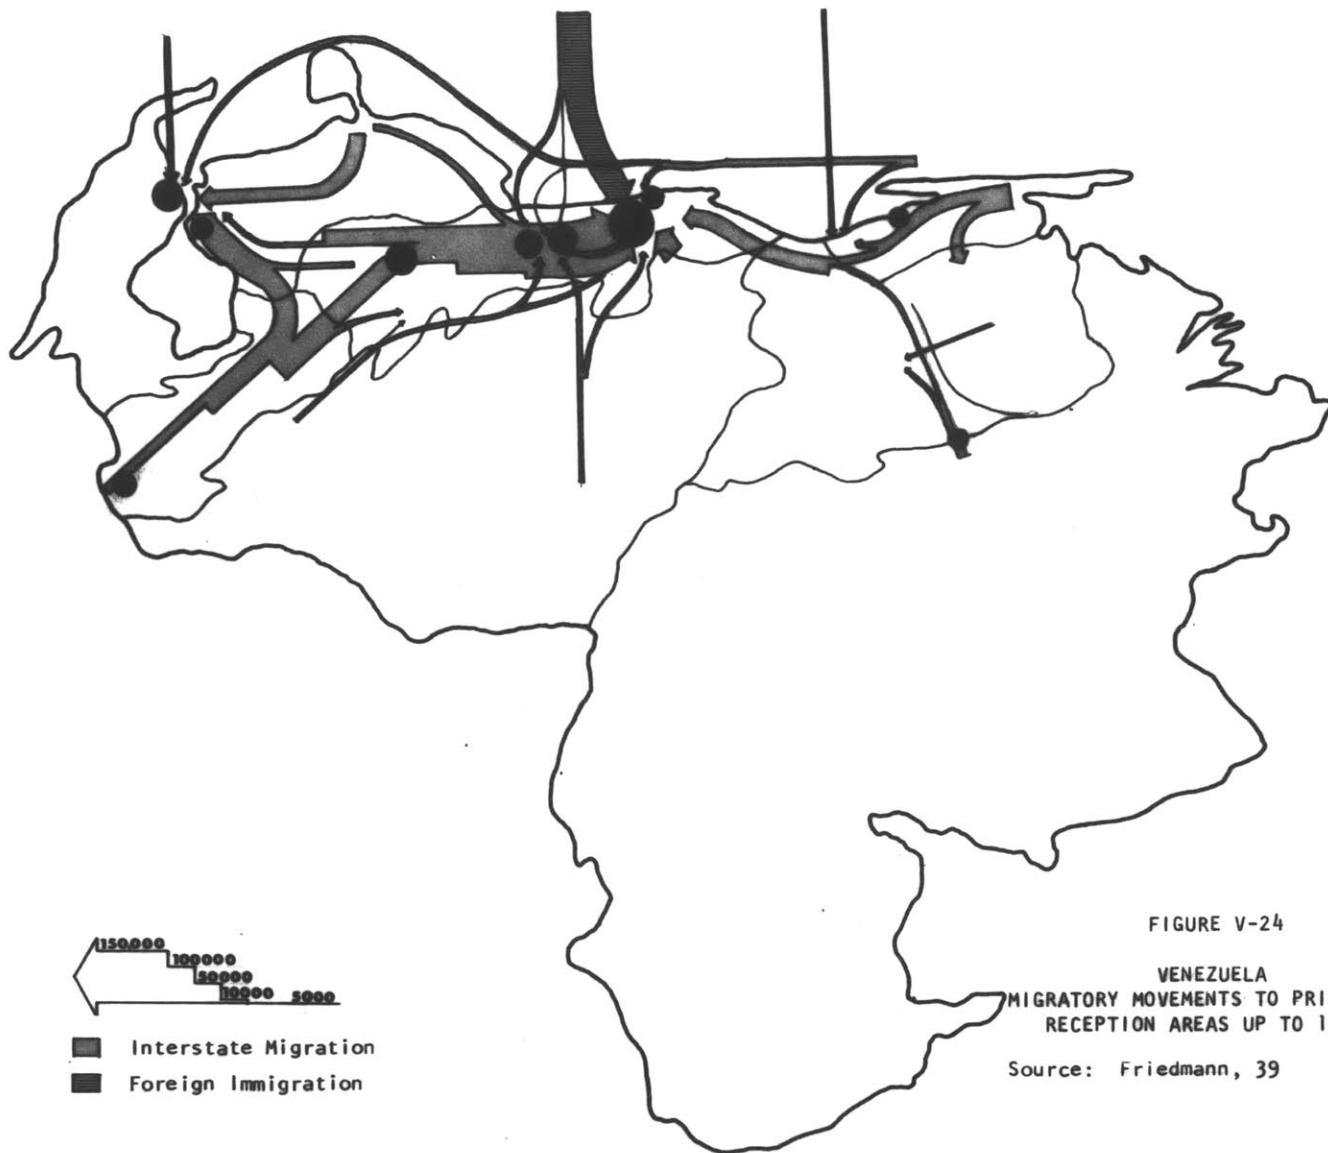 150,000
100000
50000
10000
5000
Interstate Migration
Foreign Immigration
FIGURE V-24
VENEZUELA
MIGRATORY MOVEMENTS TO PRI
RECEPTION AREAS UP TO 1
Source: Friedmann, 39